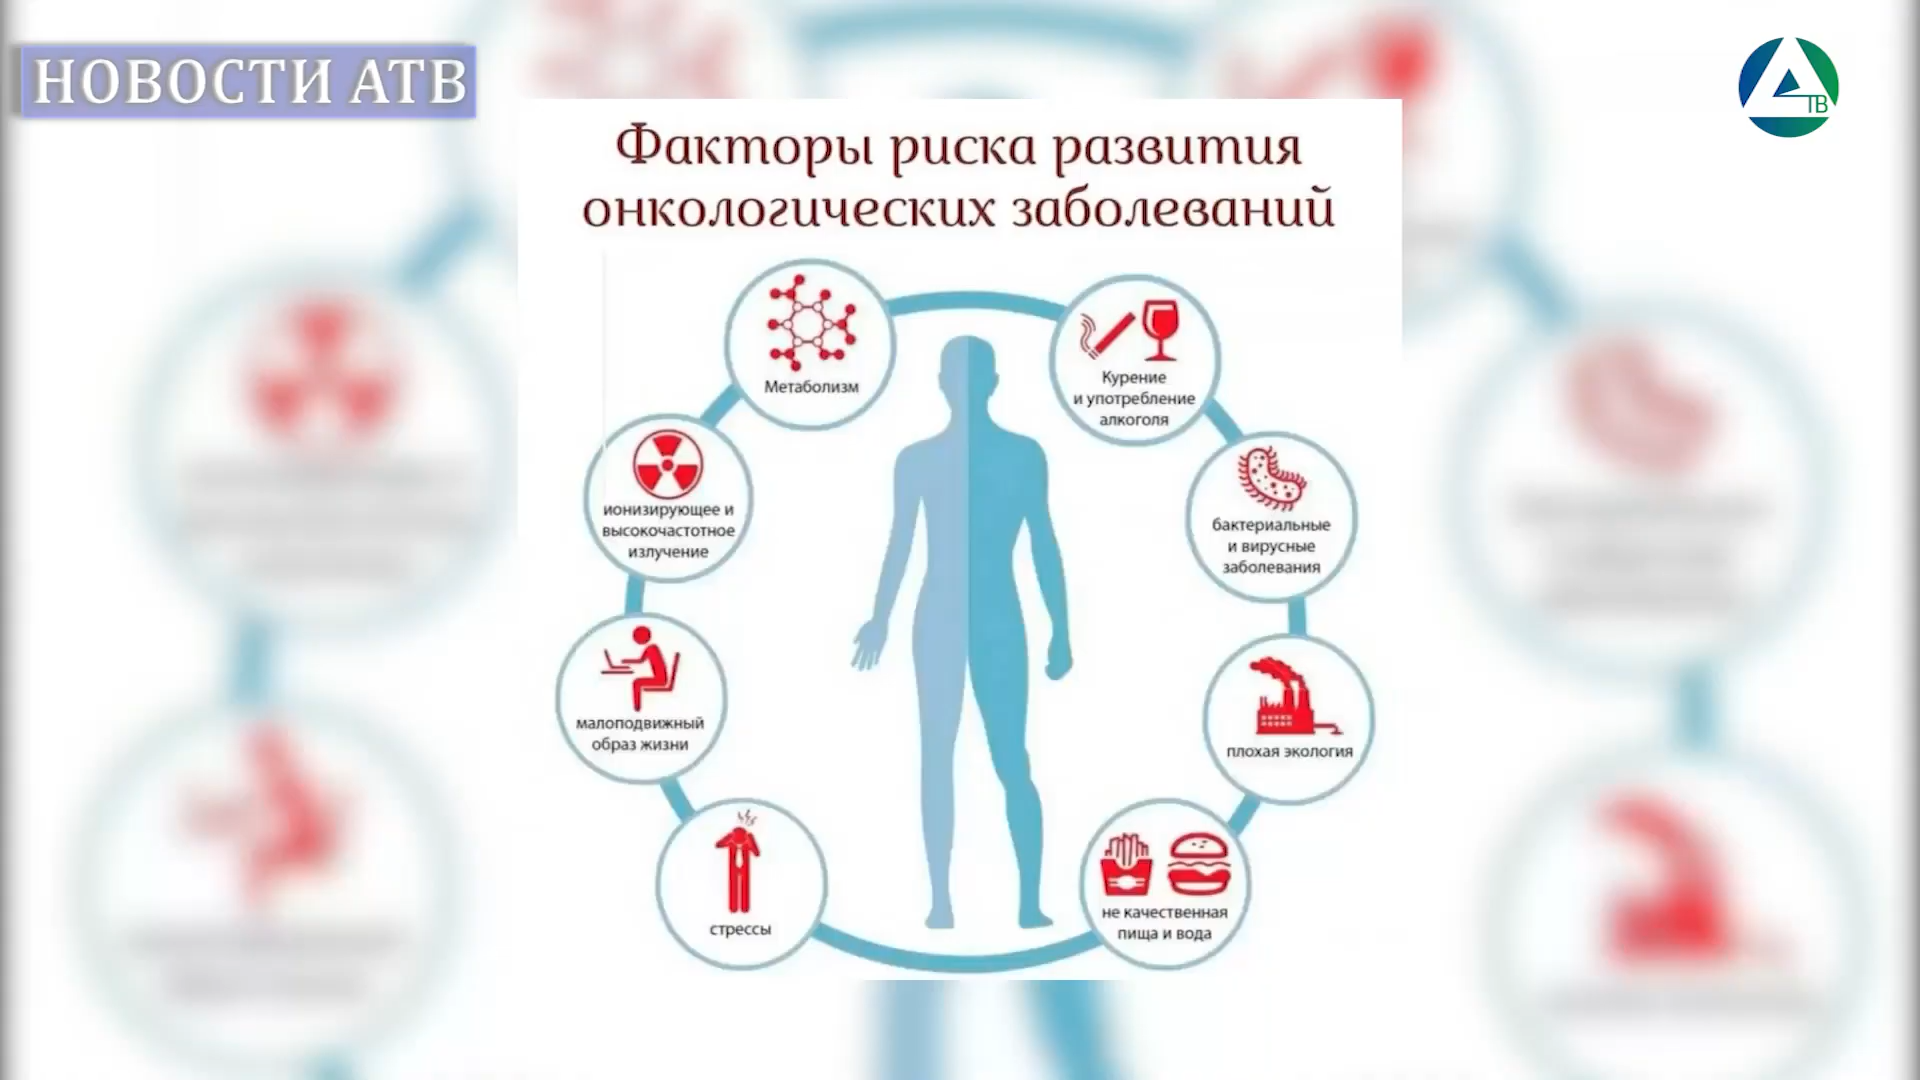 НОВОСТИ АТВ
ТВ
Факторы риска развития
онкологических заболеваний
Метаболизм
Курение
и употребление
алкоголя
ионизирующее и
высокочастотное
излучение
бактериальные
и вирусные
заболевания
малоподвижный
образ жизни
плохая экология
стрессы
не качественная
пища и вода